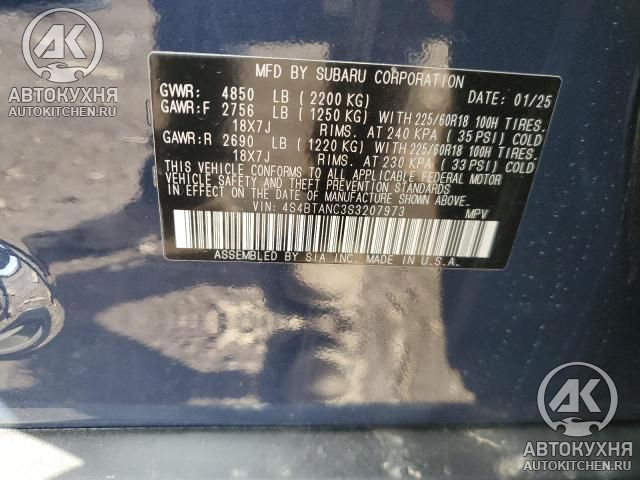 AK
АВТОКУХНЯ
AUTOKITCHEN.RU
MFD BY SUBARU CORPORATION
GVWR: 4850 LB ( 2200 KG) DATE: 01/25
GAWR:F 2756 LB ( 1250 KG) WITH 225/60R18 100H TIRES.
18X7J RIMS. AT 240 KPA ( 35 PSI) COLD
GAWR:R 2690 LB ( 1220 KG) WITH 225/60R18 100H TIRES.
18X7J RIMS. AT 230 KPA ( 33 PSI) COLD
THIS VEHICLE CONFORMS TO ALL APPLICABLE FEDERAL MOTOR
VEHICLE SAFETY AND THEFT PREVENTION STANDARDS IN
EFFECT ON THE DATE OF MANUFACTURE SHOWN ABOVE.
VIN: 4S4BTANC3S3207973 MPV
ASSEMBLED BY SIA INC. MADE IN U.S.A.
AK
АВТОКУХНЯ
AUTOKITCHEN.RU